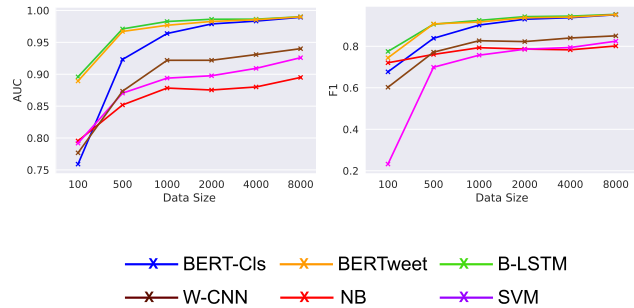 1.00
0.95
0.90
0.85
0.80
0.75
AUC
100 500 1000 2000 4000 8000
Data Size
0.8
0.6
0.4
0.2
F1
100 500 1000 2000 4000 8000
Data Size
BERT-Cls BERTweet B-LSTM
W-CNN NB SVM